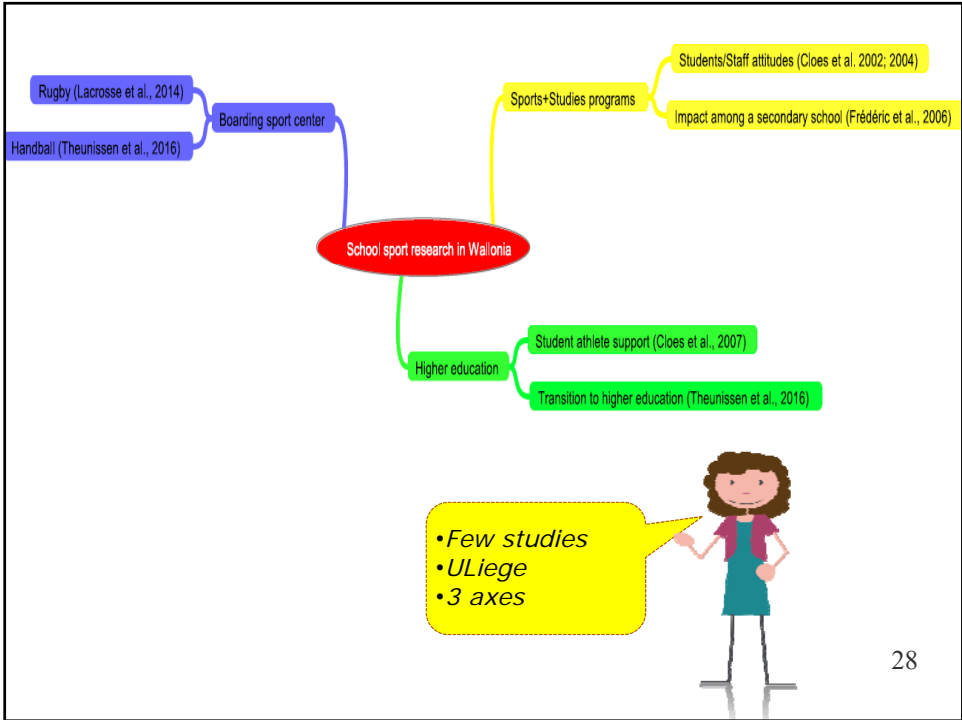 Students/Staff attitudes (Cloes et al. 2002; 2004)
Sports+Studies programs
Impact among a secondary school (Frédéric et al., 2006)
Rugby (Lacrosse et al., 2014)
Boarding sport center
Handball (Theunissen et al., 2016)
School sport research in Wallonia
Student athlete support (Cloes et al., 2007)
Higher education
Transition to higher education (Theunissen et al., 2016)
•Few studies
•ULiege
•3 axes
28